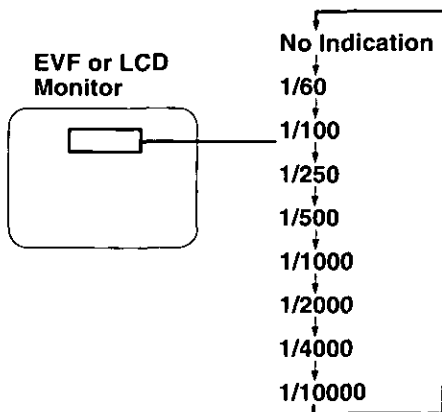 EVF or LCD
Monitor
No Indication
1/60
1/100
1/250
1/500
1/1000
1/2000
1/4000
1/10000